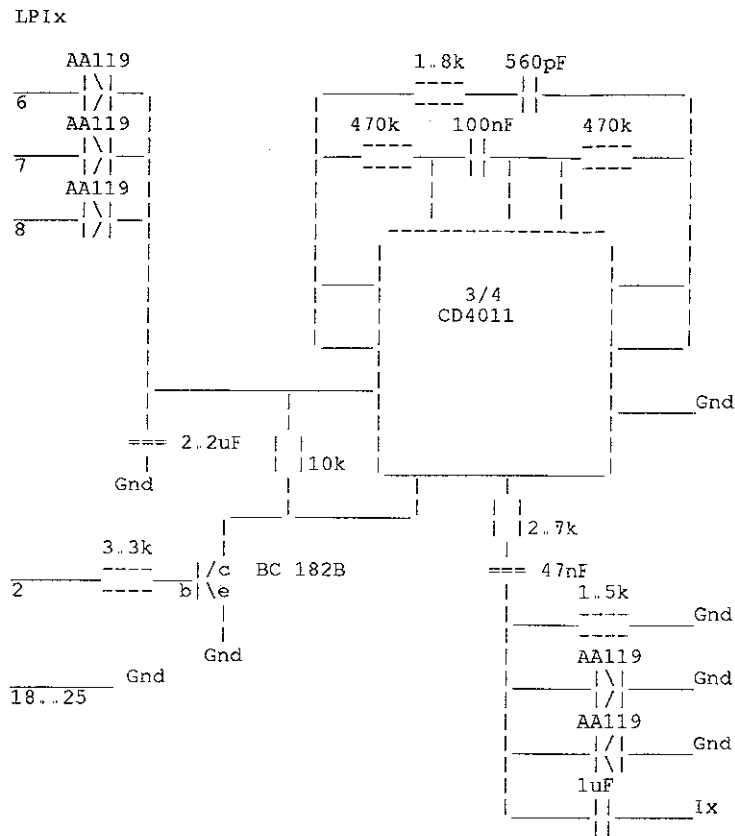 LPIx
AA119
6
AA119
7
AA119
8
1..8k 560pF
470k 100nF 470k
3/4
CD4011
Gnd
2..2uF
Gnd
10k
3..3k
2
b
c
e
BC 182B
Gnd
2..7k
47nF
1..5k
Gnd
AA119
Gnd
AA119
Gnd
1uF
Ix
Gnd
18...25